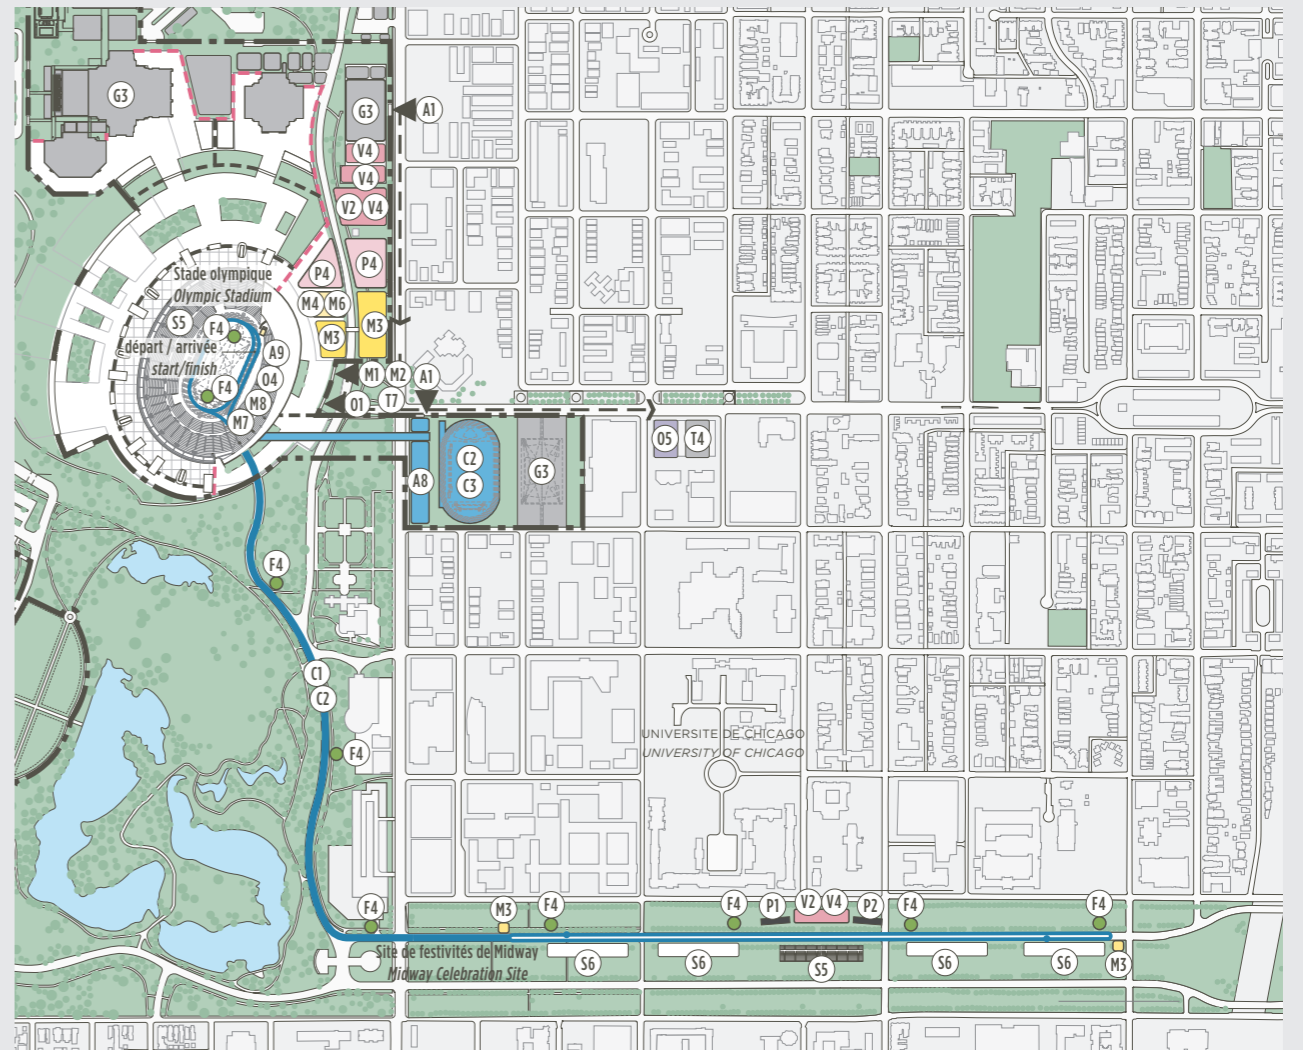 G3
G3
A1
V4
V4
V2
V4
P4
P4
Stade olympique
Olympic Stadium
M4
M6
S5
F4
M3
M3
départ / arrivée
start/finish
A9
O4
F4
M8
M7
M1
M2
A1
O1
T7
O5
T4
C2
C3
G3
A8
F4
C1
C2
UNIVERSITE DE CHICAGO
UNIVERSITY OF CHICAGO
F4
F4
M3
F4
F4
P1
V2
V4
P2
F4
F4
Site de festivités de Midway
Midway Celebration Site
S6
S6
S5
S6
S6
M3